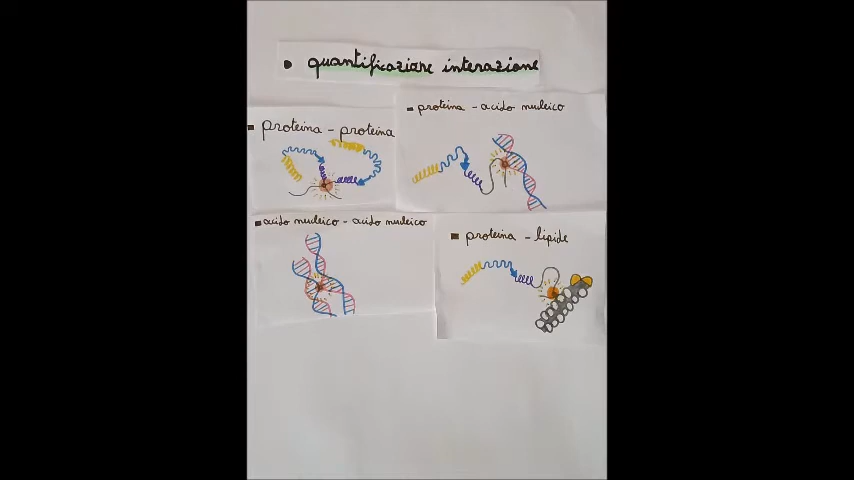 • quantificazione interazione
▪ proteina - acido nucleico
▪ proteina - proteina
▪ acido nucleico - acido nucleico
▪ proteina - lipide